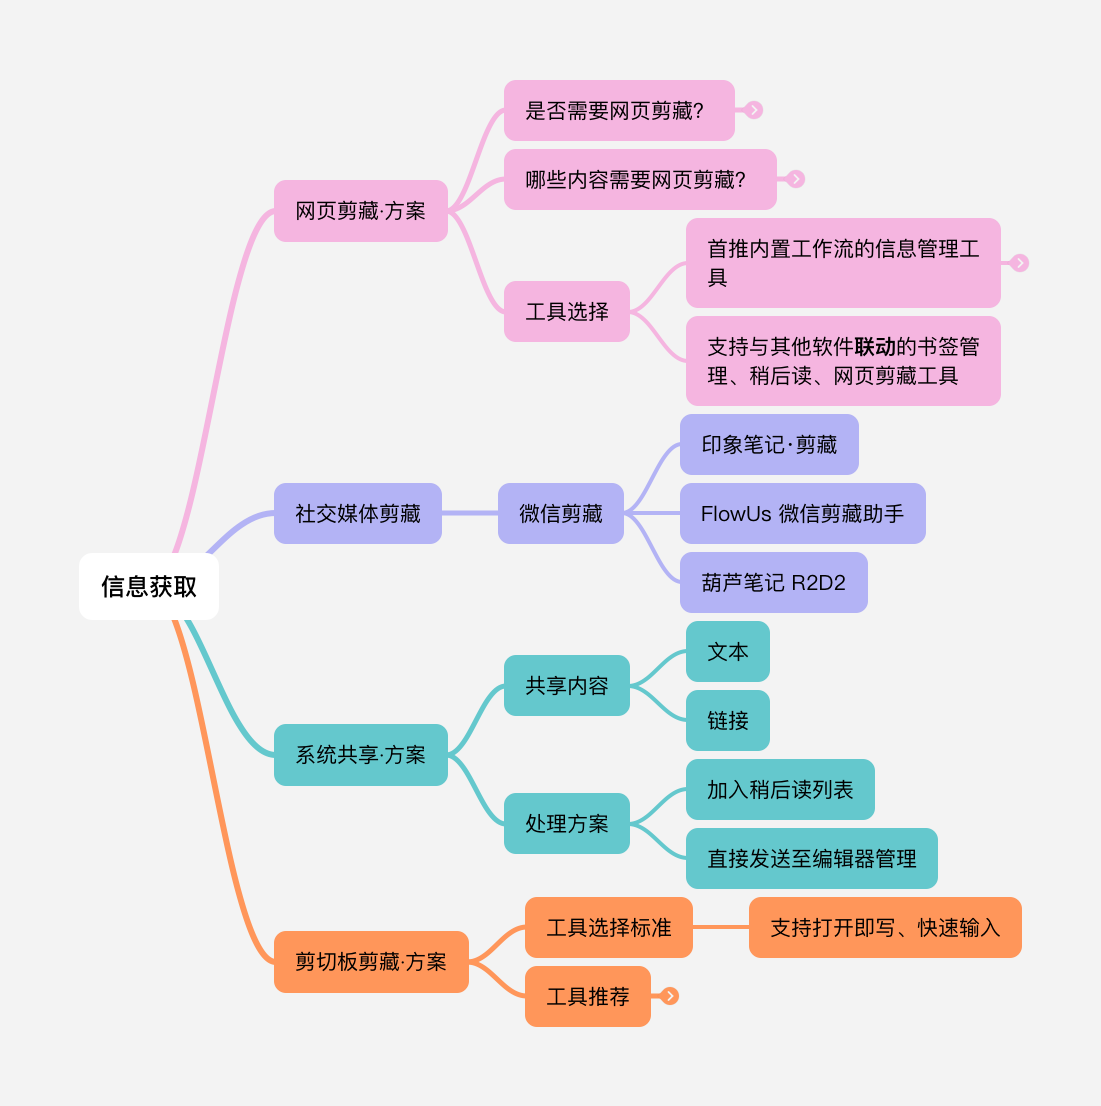 是否需要网页剪藏？
哪些内容需要网页剪藏？
网页剪藏·方案
首推内置工作流的信息管理工
具
工具选择
支持与其他软件联动的书签管
理、稍后读、网页剪藏工具
印象笔记·剪藏
社交媒体剪藏
微信剪藏
FlowUs 微信剪藏助手
葫芦笔记 R2D2
信息获取
文本
共享内容
链接
系统共享·方案
加入稍后读列表
处理方案
直接发送至编辑器管理
工具选择标准
支持打开即写、快速输入
剪切板剪藏·方案
工具推荐